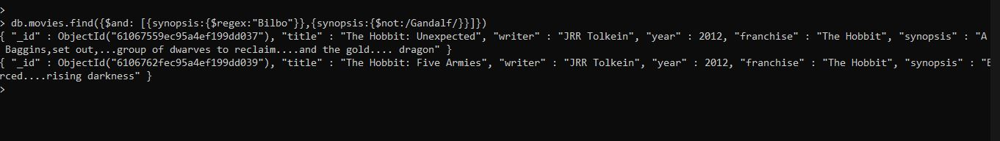 >
> db.movies.find({$and: [{synopsis:{$regex:"Bilbo"}},{synopsis:{$not:/Gandalf/}}]})
{ "_id" : ObjectId("61067559ec95a4ef199dd037"), "title" : "The Hobbit: Unexpected", "writer" : "JRR Tolkein", "year" : 2012, "franchise" : "The Hobbit", "synopsis" : "A
Baggins,set out,...group of dwarves to reclaim....and the gold.... dragon" }
{ "_id" : ObjectId("6106762fec95a4ef199dd039"), "title" : "The Hobbit: Five Armies", "writer" : "JRR Tolkein", "year" : 2012, "franchise" : "The Hobbit", "synopsis" : "
rced....rising darkness" }
>